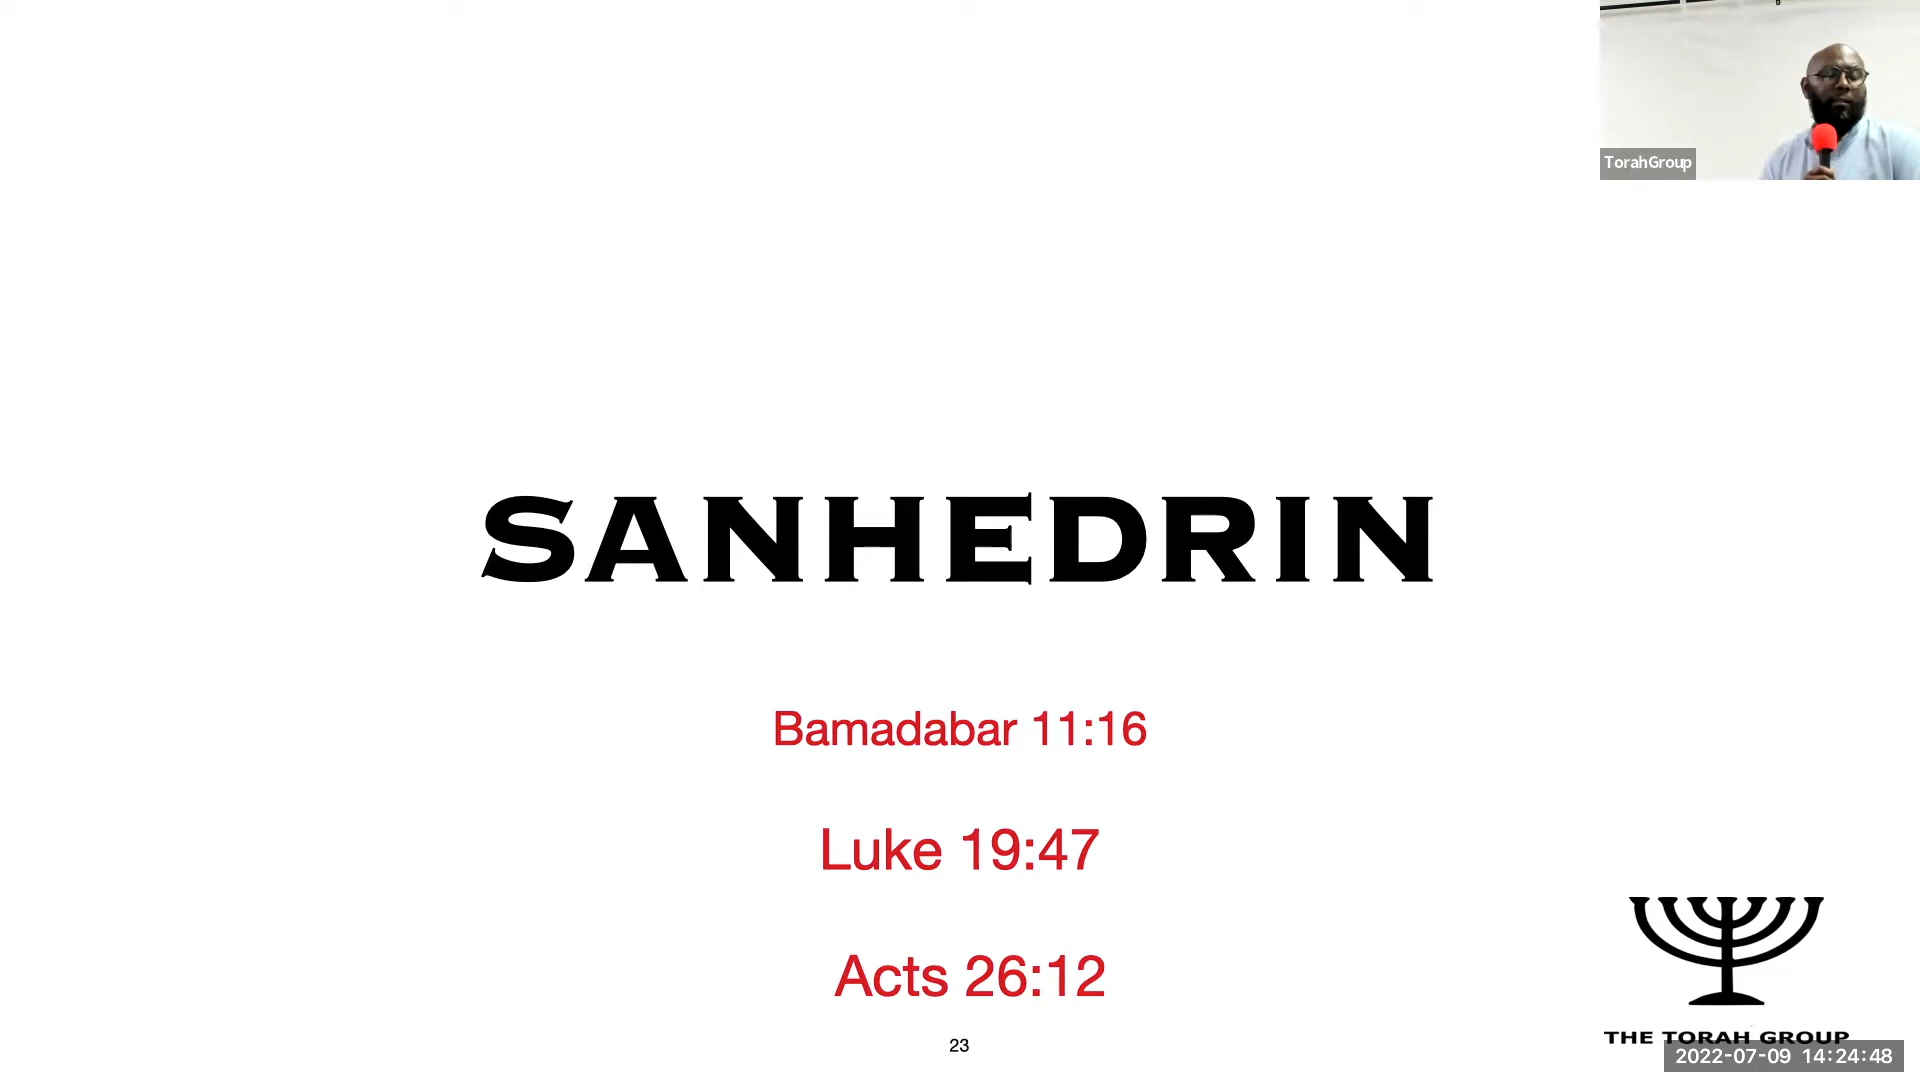 TorahGroup
SANHEDRIN
Bamadabar 11:16
Luke 19:47
Acts 26:12
23
THE TORAH GROUP
2022-07-09 14:24:48